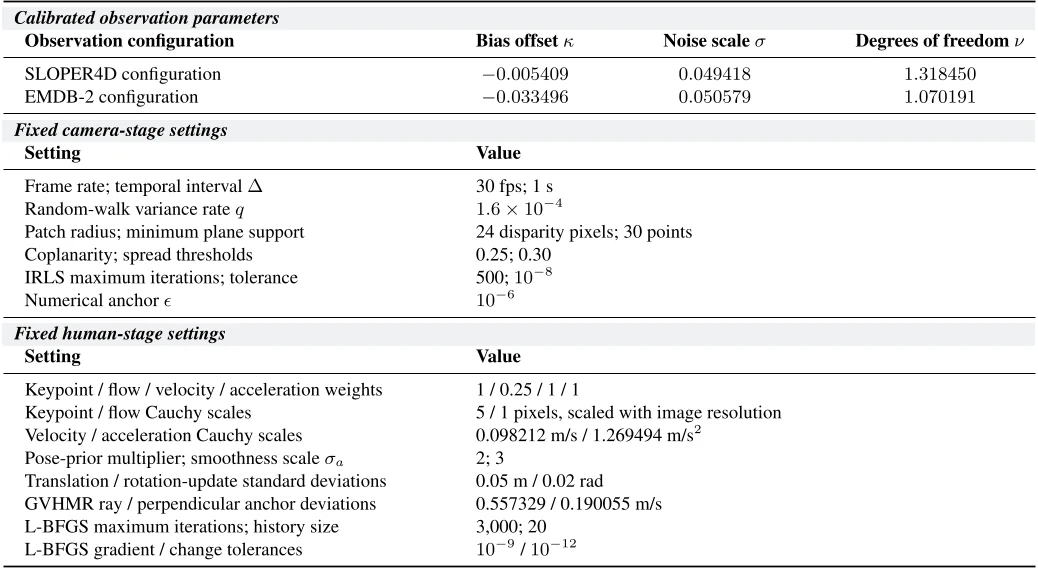 Calibrated observation parameters
Observation configuration Bias offset κ Noise scale σ Degrees of freedom ν
SLOPER4D configuration −0.005409 0.049418 1.318450
EMDB-2 configuration −0.033496 0.050579 1.070191
Fixed camera-stage settings
Setting Value
Frame rate; temporal interval Δ 30 fps; 1 s
Random-walk variance rate q 1.6 × 10⁻⁴
Patch radius; minimum plane support 24 disparity pixels; 30 points
Coplanarity; spread thresholds 0.25; 0.30
IRLS maximum iterations; tolerance 500; 10⁻⁸
Numerical anchor ϵ 10⁻⁶
Fixed human-stage settings
Setting Value
Keypoint / flow / velocity / acceleration weights 1 / 0.25 / 1 / 1
Keypoint / flow Cauchy scales 5 / 1 pixels, scaled with image resolution
Velocity / acceleration Cauchy scales 0.098212 m/s / 1.269494 m/s²
Pose-prior multiplier; smoothness scale σₐ 2; 3
Translation / rotation-update standard deviations 0.05 m / 0.02 rad
GVHMR ray / perpendicular anchor deviations 0.557329 / 0.190055 m/s
L-BFGS maximum iterations; history size 3,000; 20
L-BFGS gradient / change tolerances 10⁻⁹ / 10⁻¹²